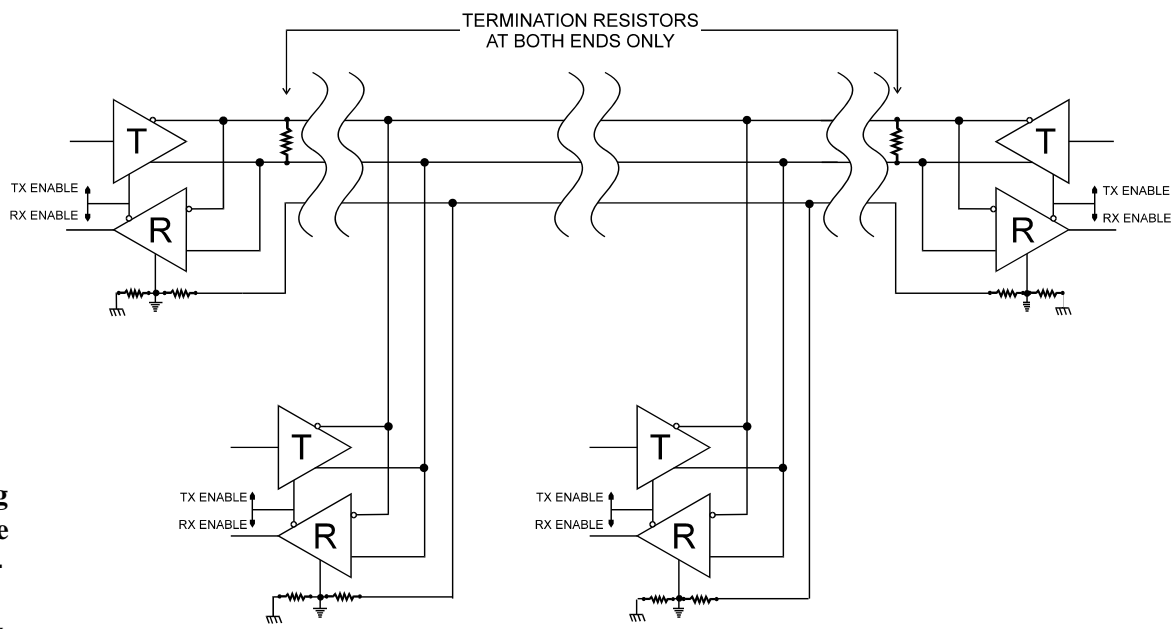 TERMINATION RESISTORS
AT BOTH ENDS ONLY
T
T
TX ENABLE
RX ENABLE
R
R
TX ENABLE
RX ENABLE
T
T
TX ENABLE
RX ENABLE
R
TX ENABLE
RX ENABLE
R
g
e